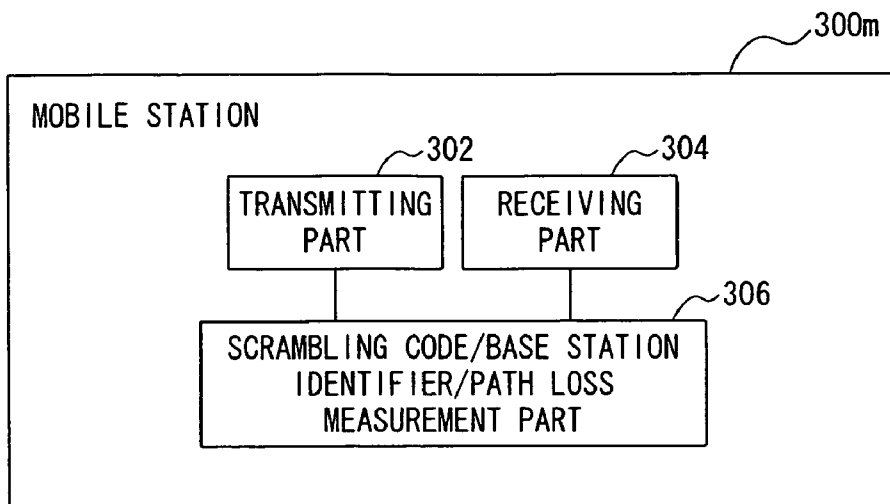 300m
MOBILE STATION
302
304
TRANSMITTING
PART
RECEIVING
PART
306
SCRAMBLING CODE/BASE STATION
IDENTIFIER/PATH LOSS
MEASUREMENT PART